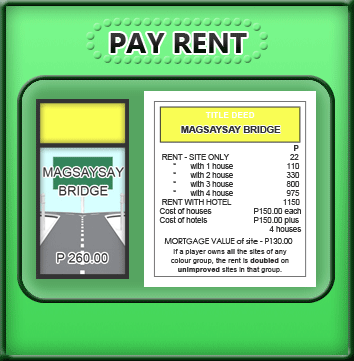 PAY RENT
MAGSAYSAY
BRIDGE
P 260.00
TITLE DEED
MAGSAYSAY BRIDGE
P
RENT - SITE ONLY 22
" with 1 house 110
" with 2 house 330
" with 3 house 800
" with 4 house 975
RENT WITH HOTEL 1150
Cost of houses P150.00 each
Cost of hotels P150.00 plus
4 houses
MORTGAGE VALUE of site - P130.00
If a player owns all the sites of any
colour group, the rent is doubled on
unimproved sites in that group.